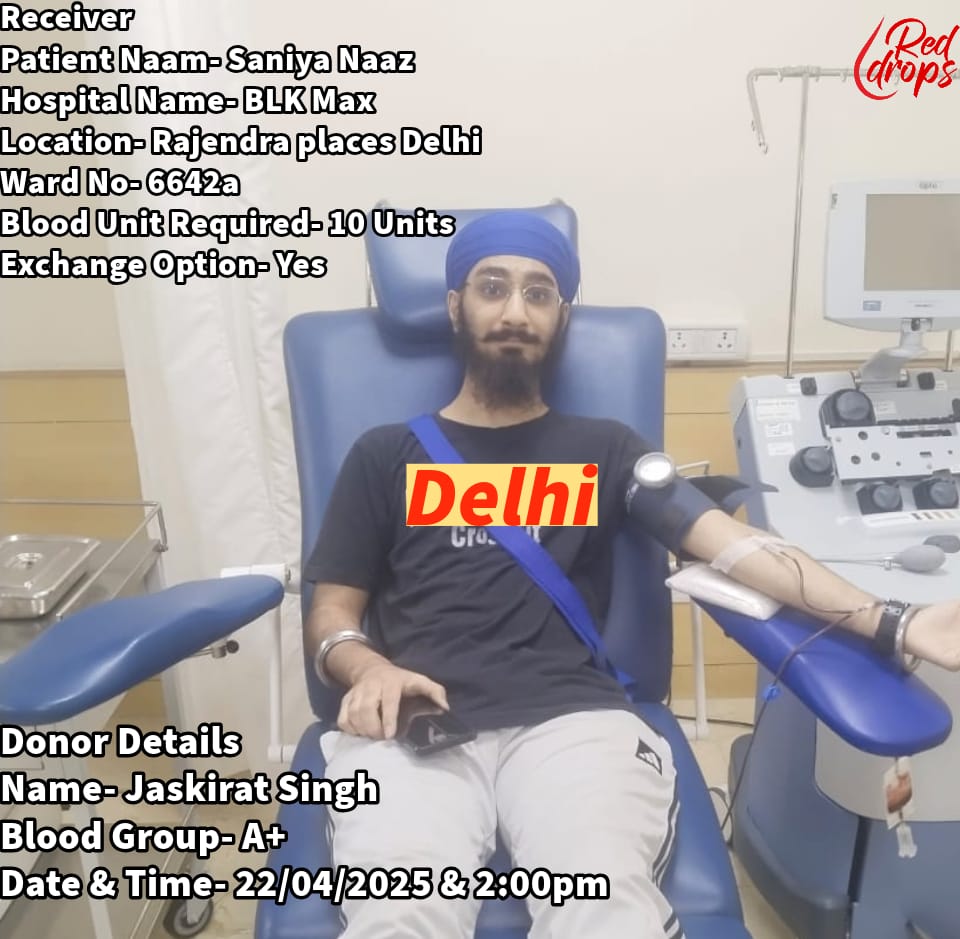 Receiver
Patient Naam- Saniya Naaz
Hospital Name- BLK Max
Location- Rajendra places Delhi
Ward No- 6642a
Blood Unit Required- 10 Units
Exchange Option- Yes
Red
drops
Delhi
Donor Details
Name- Jaskirat Singh
Blood Group- A+
Date & Time- 22/04/2025 & 2:00pm